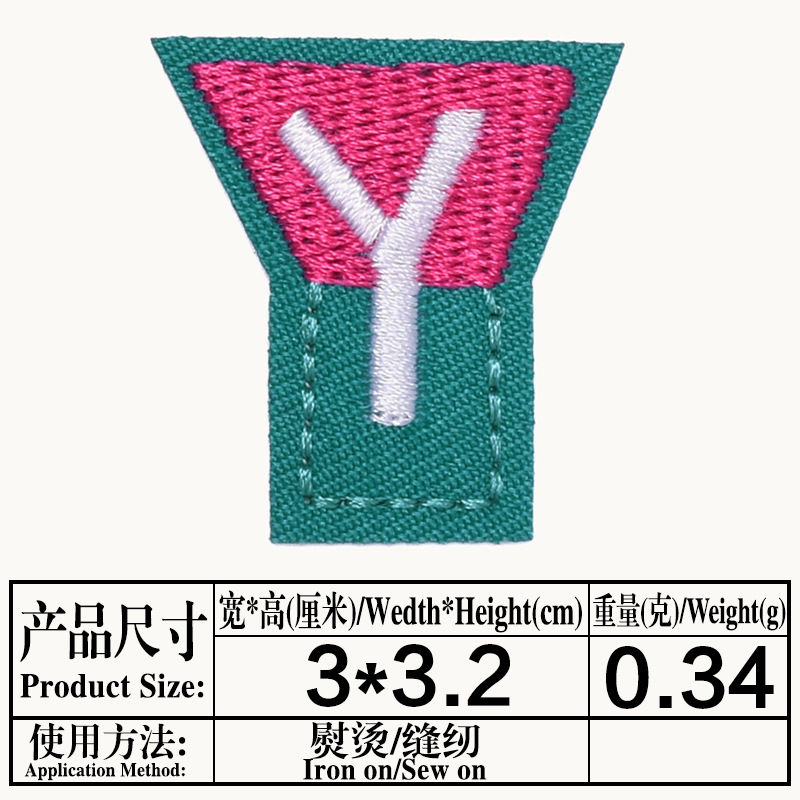 Y
宽*高(厘米)/Wedth*Height(cm)
重量(克)/Weight(g)
产品尺寸
Product Size:
3*3.2
0.34
使用方法:
Application Method:
熨烫/缝纫
Iron on/Sew on